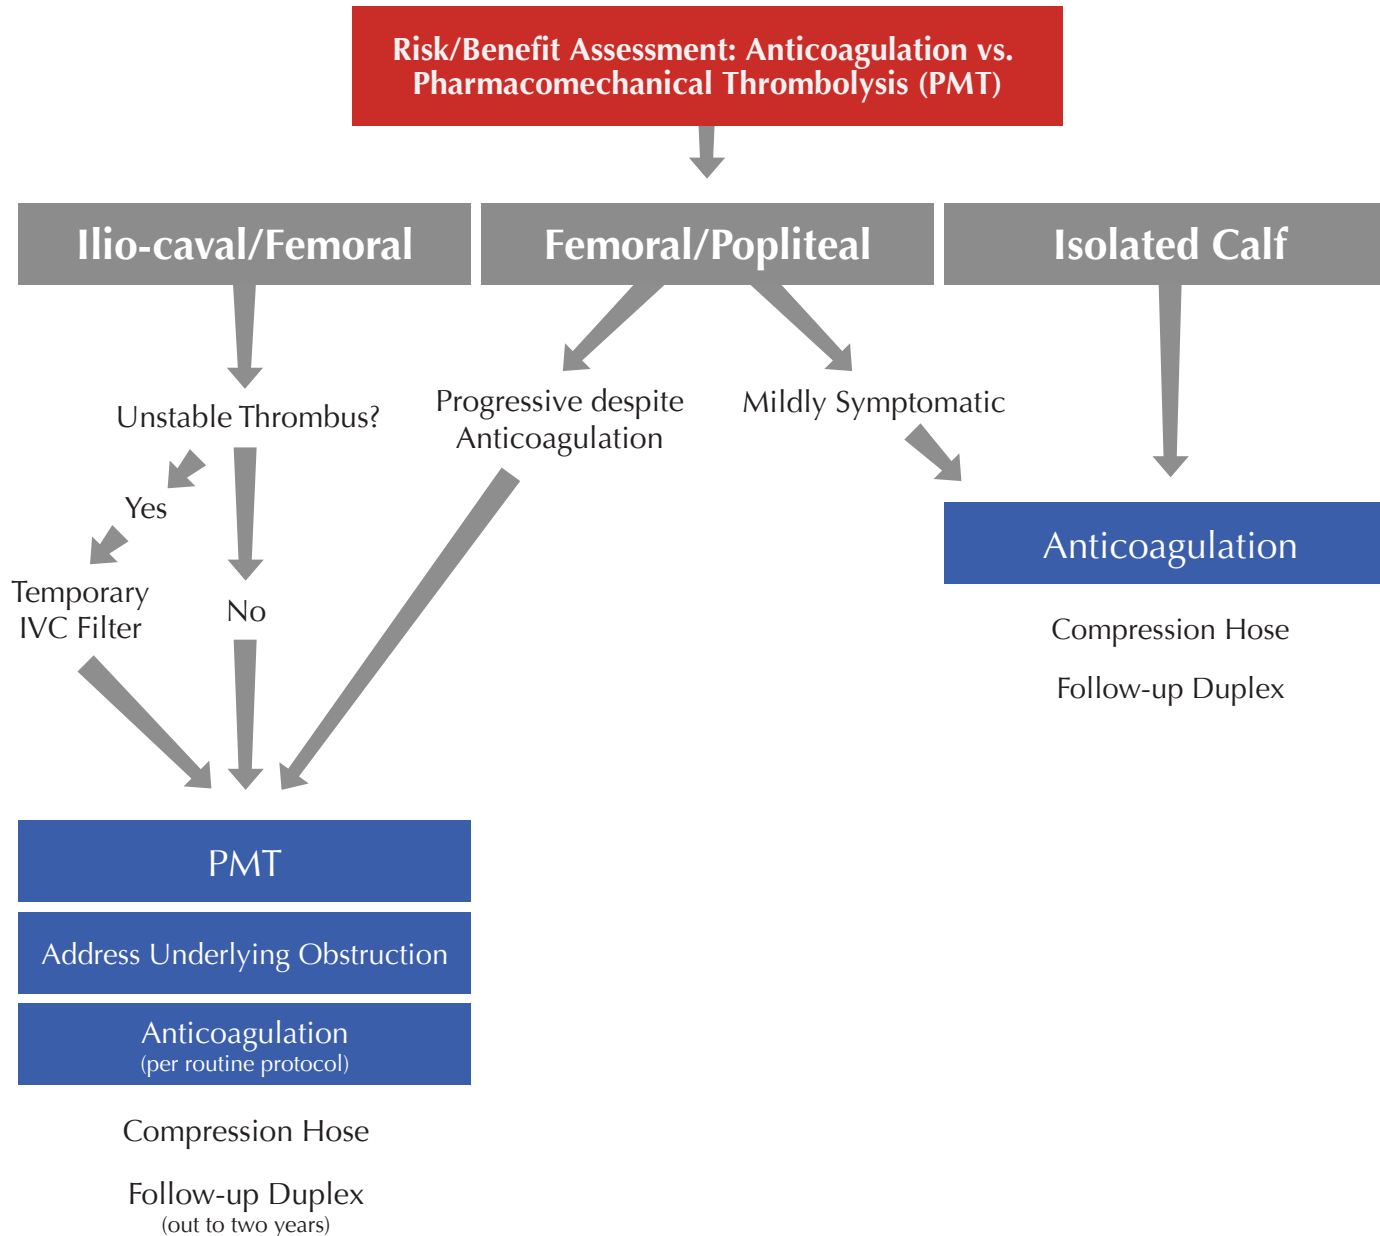 Risk/Benefit Assessment: Anticoagulation vs.
Pharmacomechanical Thrombolysis (PMT)
Ilio-caval/Femoral
Femoral/Popliteal
Isolated Calf
Unstable Thrombus?
Progressive despite
Anticoagulation
Mildly Symptomatic
Yes
Temporary
IVC Filter
No
Anticoagulation
Compression Hose
Follow-up Duplex
PMT
Address Underlying Obstruction
Anticoagulation
(per routine protocol)
Compression Hose
Follow-up Duplex
(out to two years)